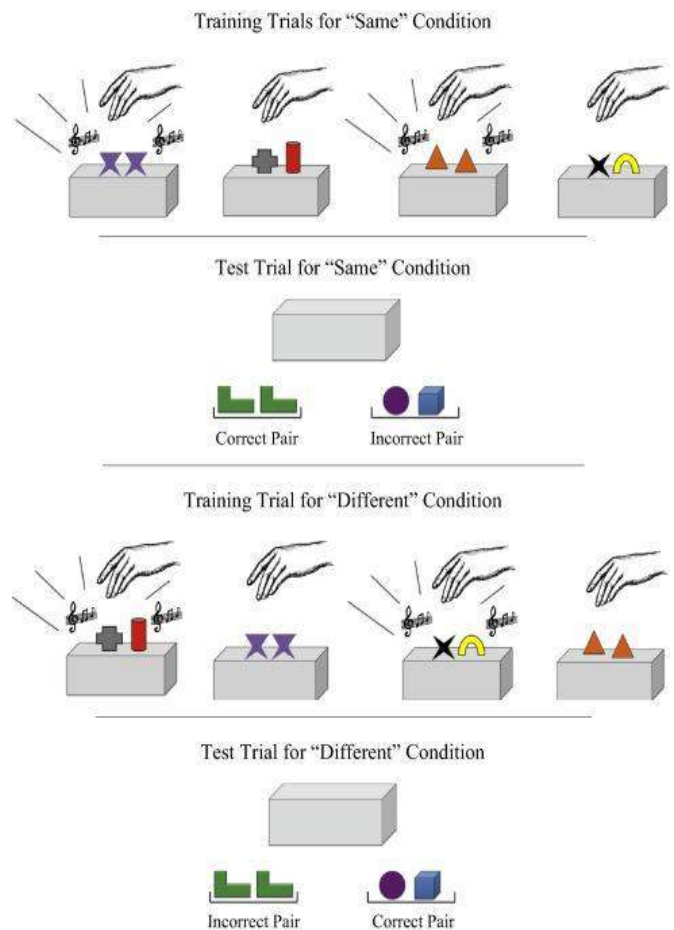 Training Trials for “Same” Condition
Test Trial for “Same” Condition
Correct Pair
Incorrect Pair
Training Trial for “Different” Condition
Test Trial for “Different” Condition
Incorrect Pair
Correct Pair